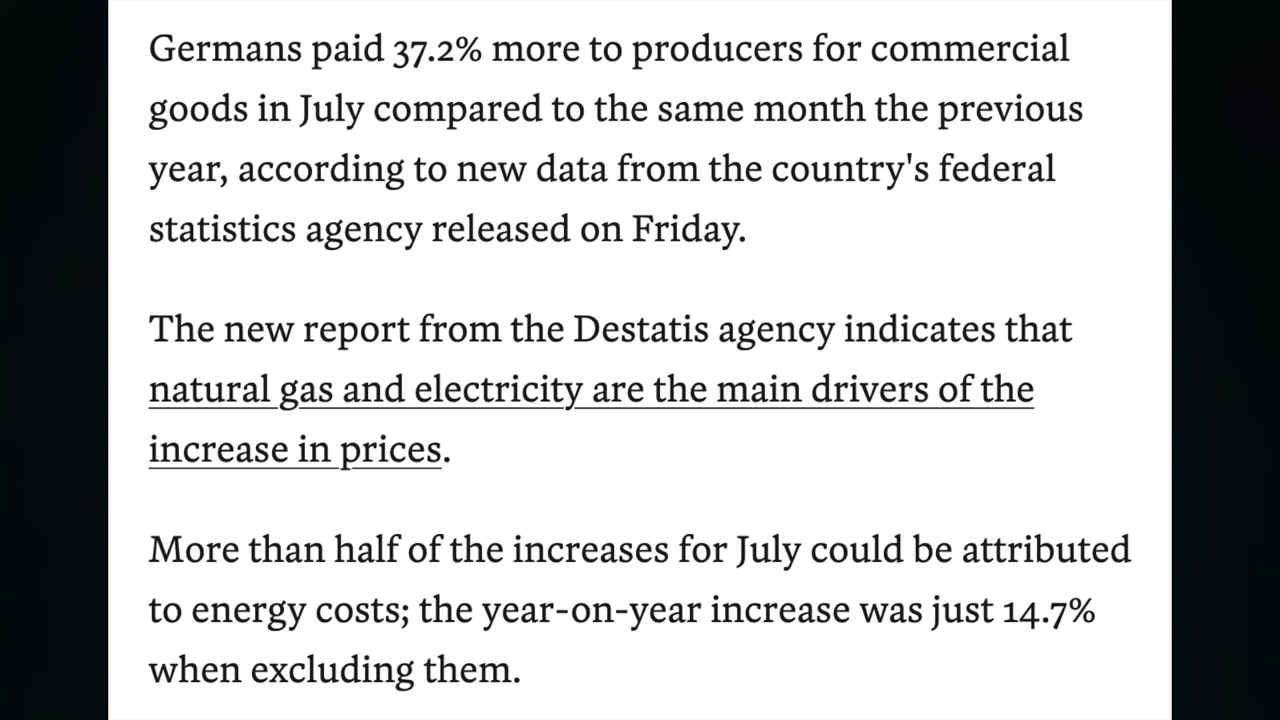 Germans paid 37.2% more to producers for commercial
goods in July compared to the same month the previous
year, according to new data from the country's federal
statistics agency released on Friday.
The new report from the Destatis agency indicates that
natural gas and electricity are the main drivers of the
increase in prices.
More than half of the increases for July could be attributed
to energy costs; the year-on-year increase was just 14.7%
when excluding them.